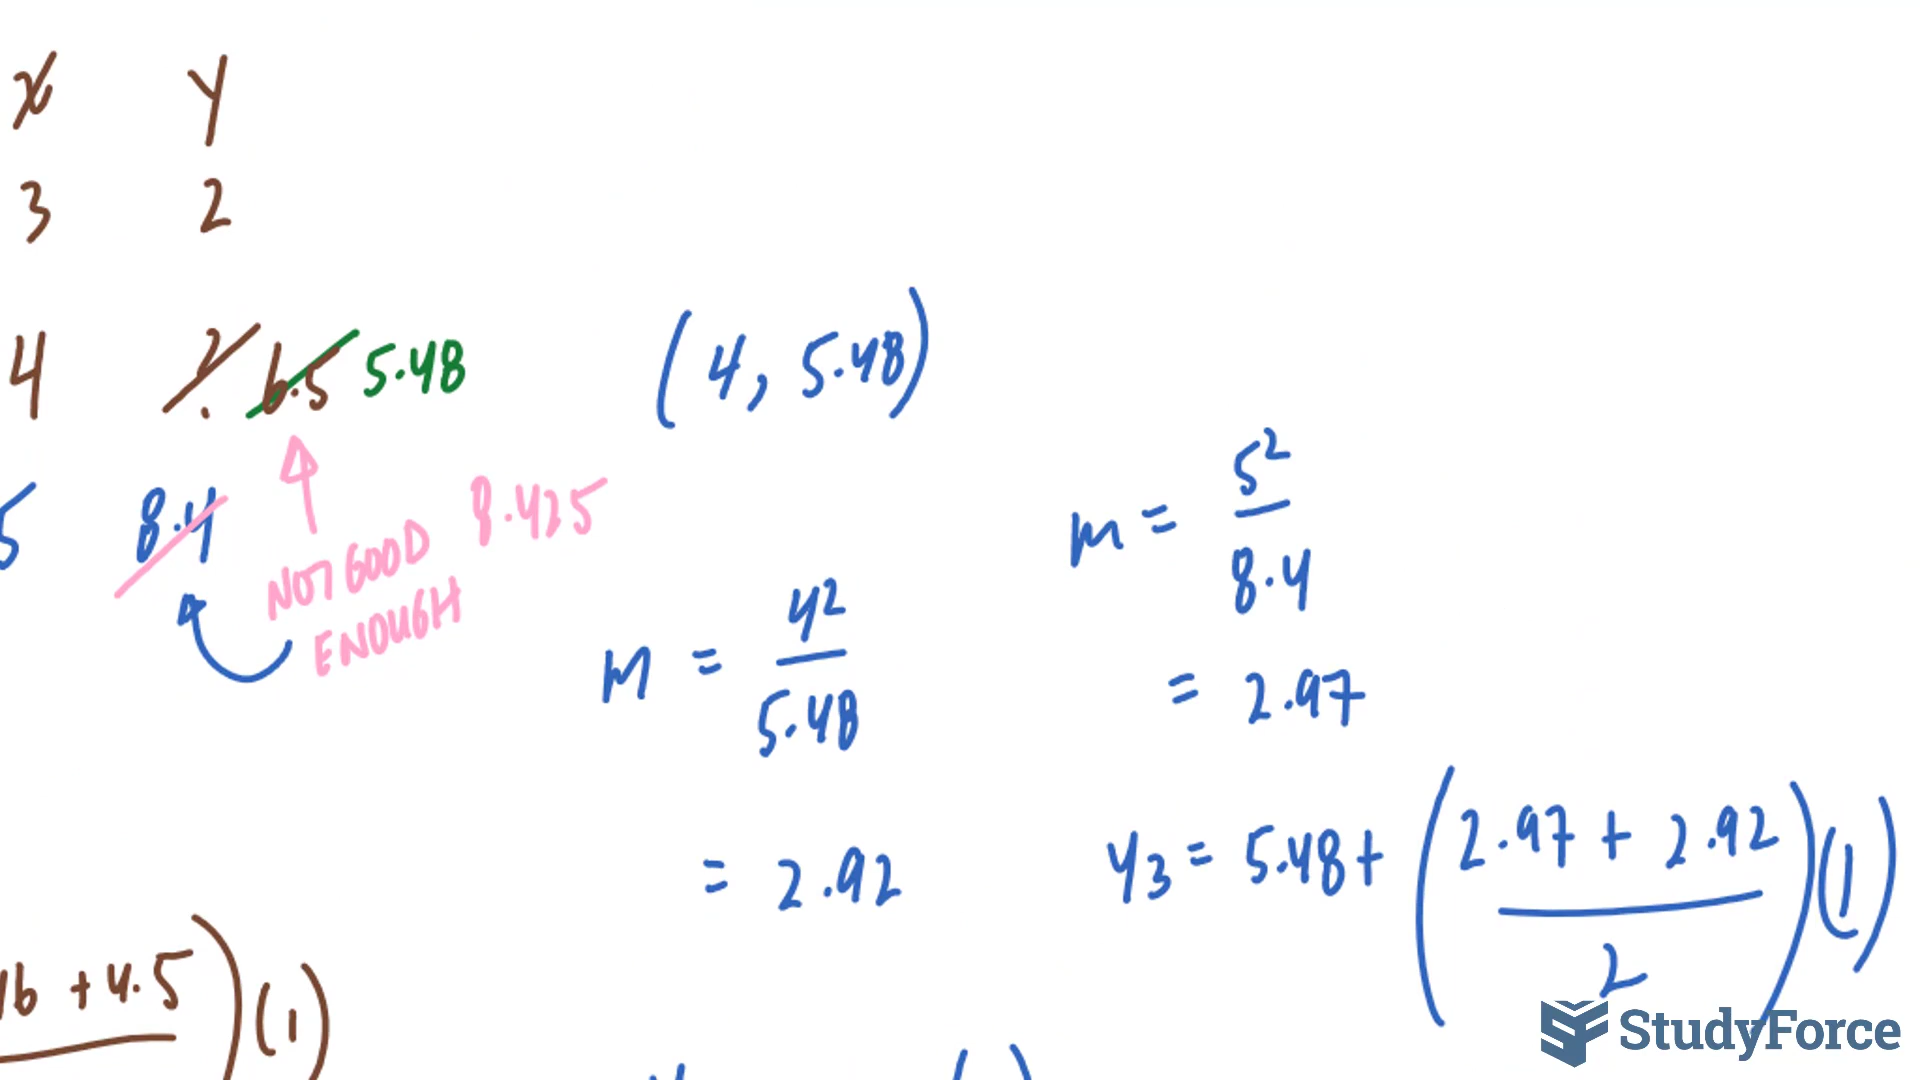 x y
3 2
4 ? 6.5 5.48
(4, 5.48)
5 8.4 8.425
NOT GOOD
ENOUGH
m = 5²/8.4
= 2.97
m = 4²/5.48
= 2.92
y₃ = 5.48 + (2.97 + 2.92 / 2)(1)
16 + 4.5)(1)
StudyForce